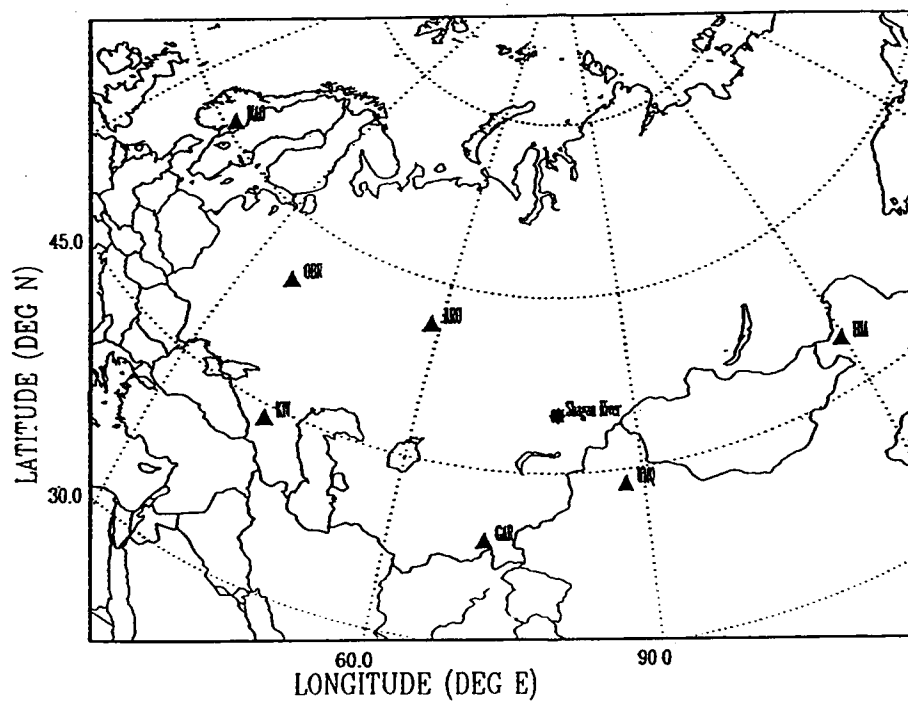 OBN
ARU
45.0
LATITUDE (DEG N)
KIV
Shagan River
30.0
GAR
60.0
90.0
LONGITUDE (DEG E)